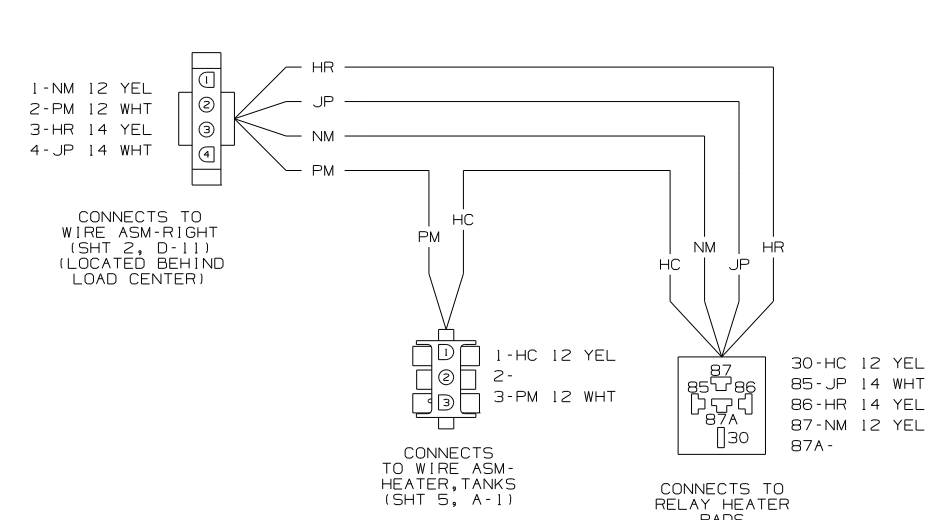 1-NM 12 YEL
2-PM 12 WHT
3-HR 14 YEL
4-JP 14 WHT
1
2
3
4
HR
JP
NM
PM
CONNECTS TO
WIRE ASM-RIGHT
(SHT 2, D-11)
(LOCATED BEHIND
LOAD CENTER)
PM
HC
HC
NM
JP
HR
1
2
3
1-HC 12 YEL
2-
3-PM 12 WHT
CONNECTS
TO WIRE ASM-
HEATER,TANKS
(SHT 5, A-1)
87
85
86
87A
30
30-HC 12 YEL
85-JP 14 WHT
86-HR 14 YEL
87-NM 12 YEL
87A-
CONNECTS TO
RELAY HEATER
PADS